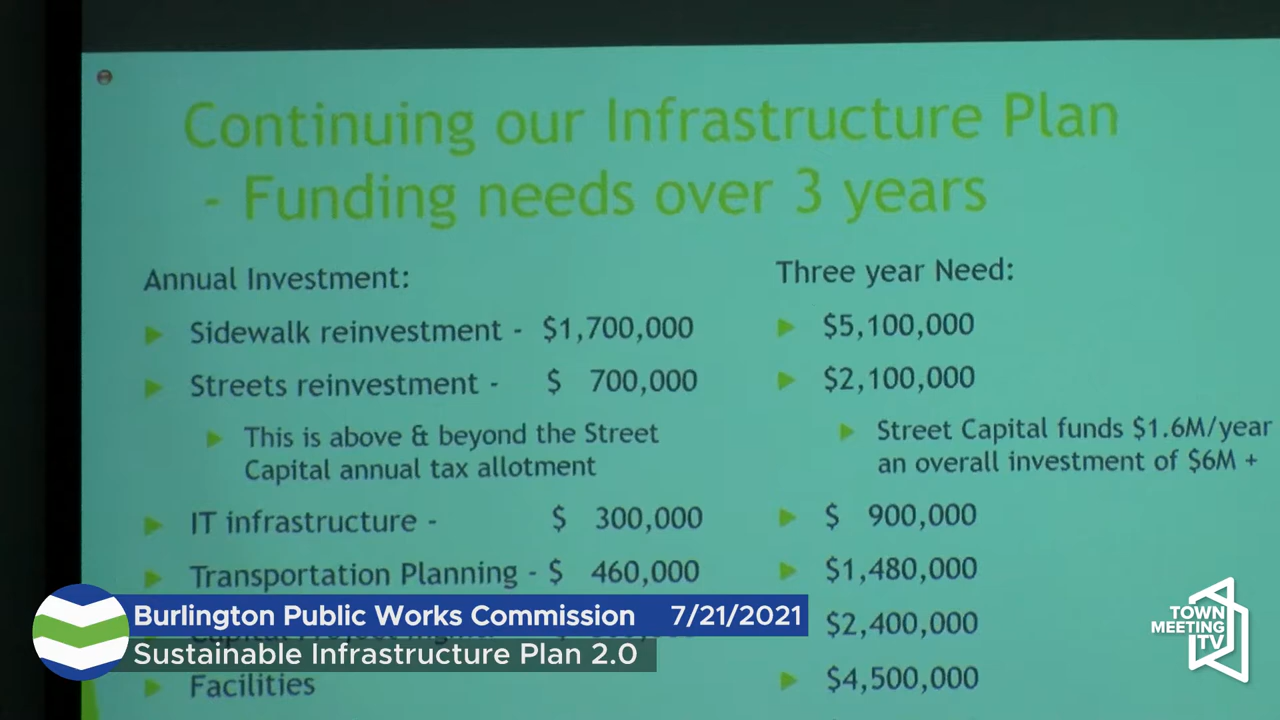 Continuing our Infrastructure Plan
- Funding needs over 3 years
Annual Investment:
Three year Need:
Sidewalk reinvestment - $1,700,000
$5,100,000
Streets reinvestment - $ 700,000
$2,100,000
This is above & beyond the Street
Capital annual tax allotment
Street Capital funds $1.6M/year
an overall investment of $6M +
IT infrastructure - $ 300,000
$ 900,000
Transportation Planning - $ 460,000
$1,480,000
$2,400,000
Facilities
$4,500,000
Burlington Public Works Commission 7/21/2021
Sustainable Infrastructure Plan 2.0
TOWN
MEETING
TV